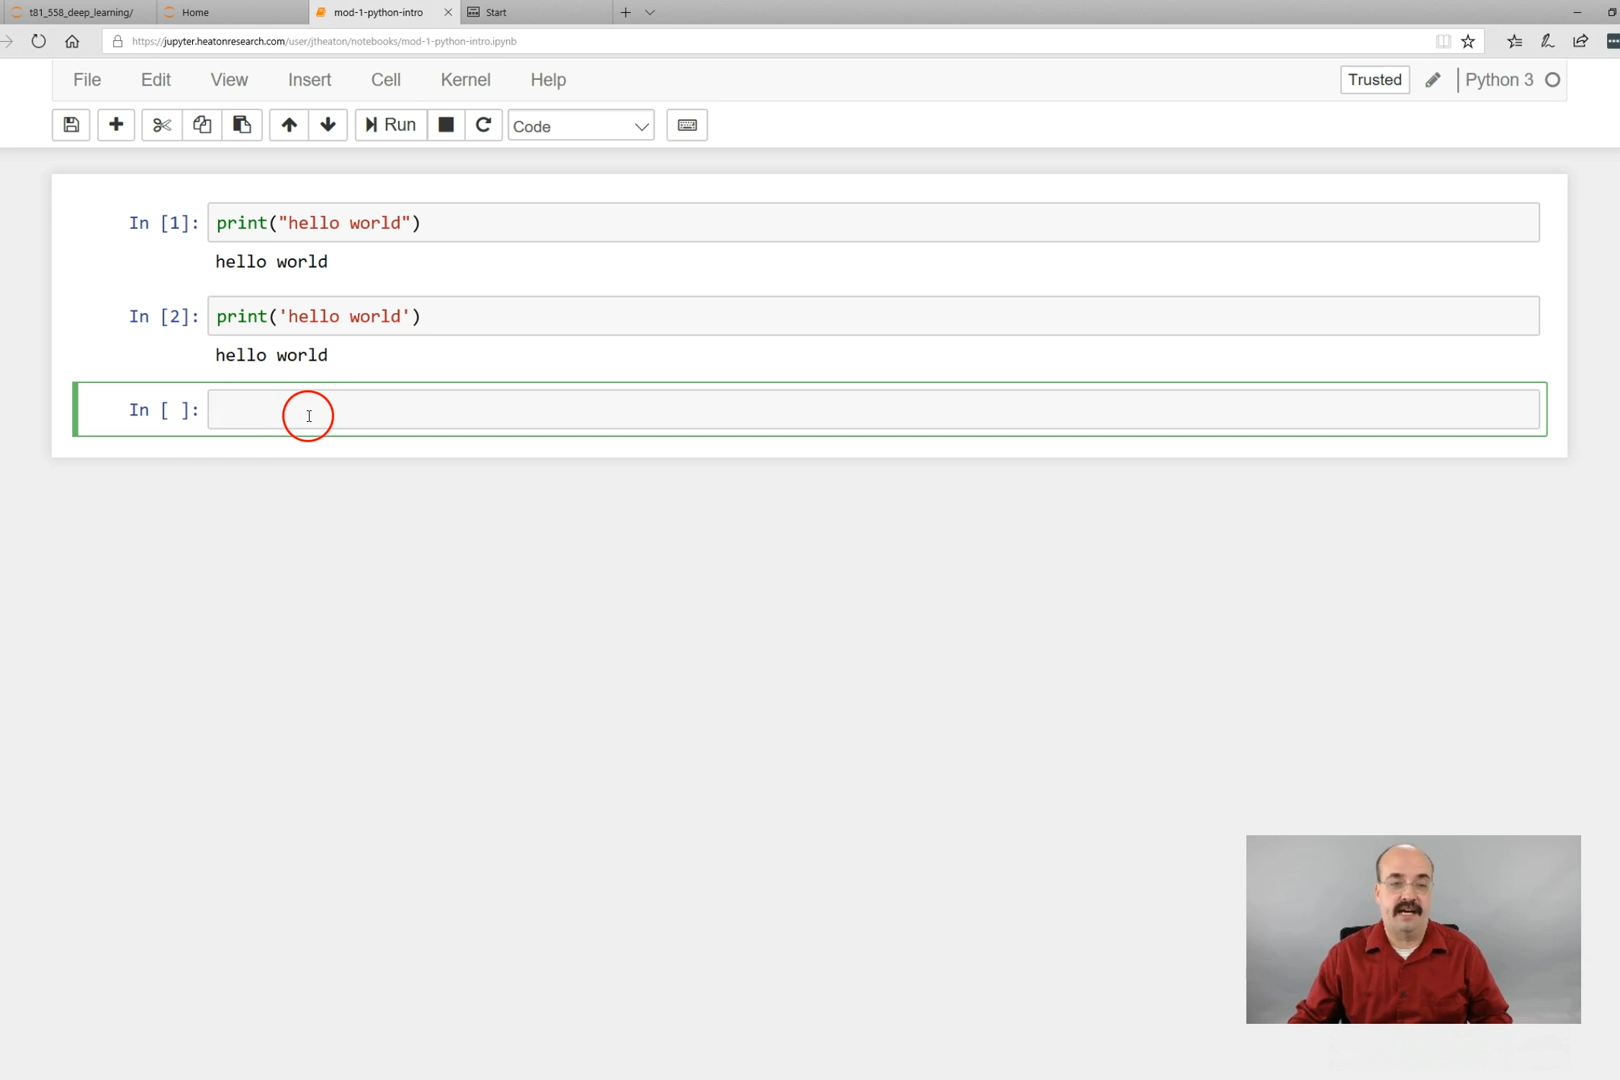 t81_558_deep_learning/ Home mod-1-python-intro Start
https://jupyter.heatonresearch.com/user/jtheaton/notebooks/mod-1-python-intro.ipynb
File Edit View Insert Cell Kernel Help Trusted Python 3
Run Code
In [1]: print("hello world")
hello world
In [2]: print('hello world')
hello world
In [ ]: